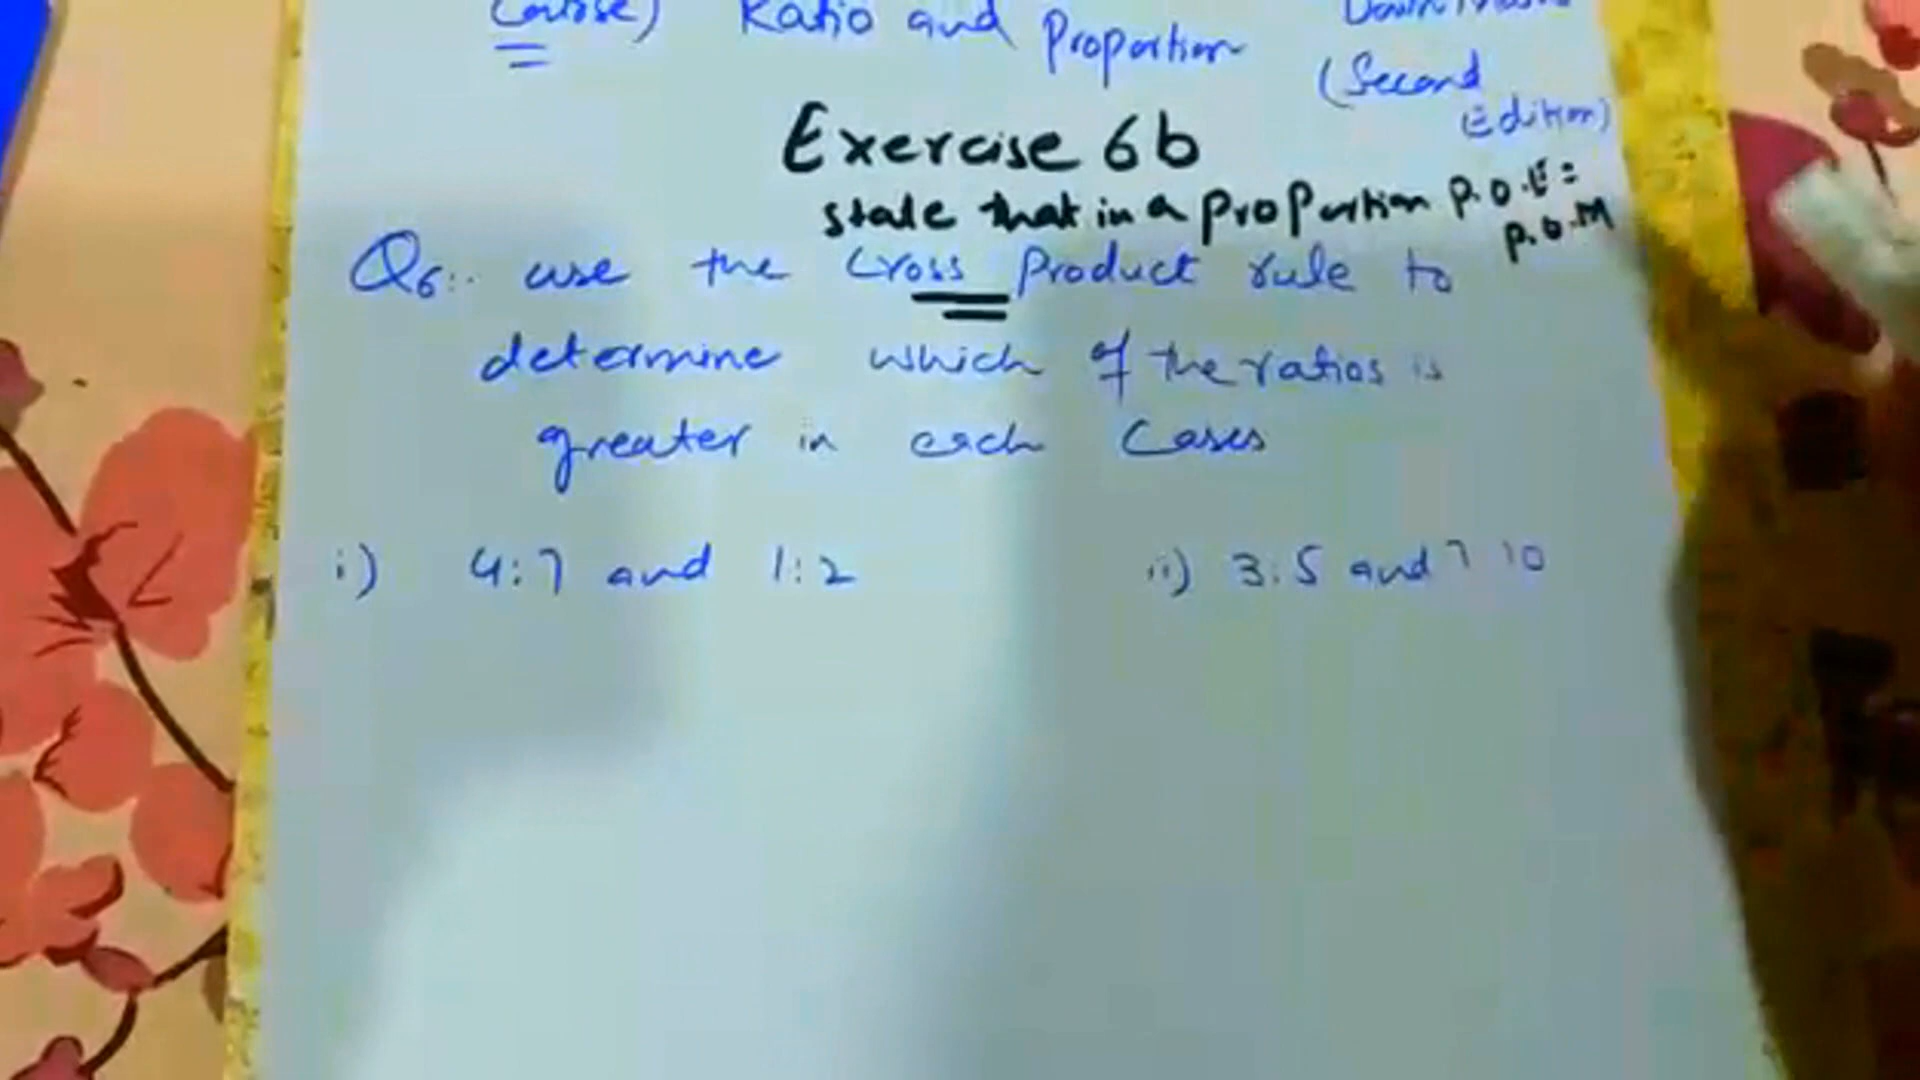 Course) Ratio and Proportion
(Second
Edition)
Exercise 6b
state that in a proportion P.O.E =
P.O.M
Q6:. use the Cross Product rule to
determine which of the ratios is
greater in each Cases
i) 4:7 and 1:2 ii) 3:5 and 7 10